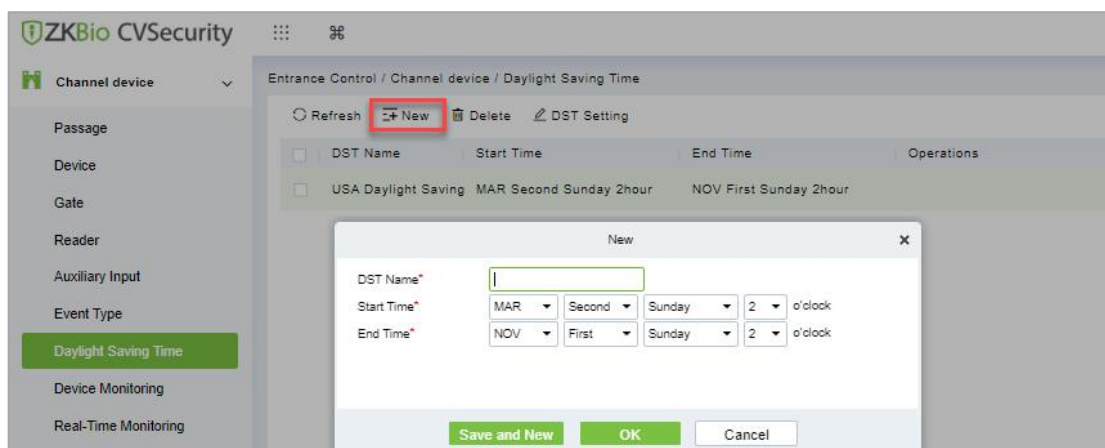 ZKBio CVSecurity
Channel device
Passage
Device
Gate
Reader
Auxiliary Input
Event Type
Daylight Saving Time
Device Monitoring
Real-Time Monitoring
Entrance Control / Channel device / Daylight Saving Time
Refresh New Delete DST Setting
DST Name Start Time End Time Operations
USA Daylight Saving MAR Second Sunday 2hour NOV First Sunday 2hour
New
DST Name*
Start Time* MAR Second Sunday 2 o'clock
End Time* NOV First Sunday 2 o'clock
Save and New OK Cancel